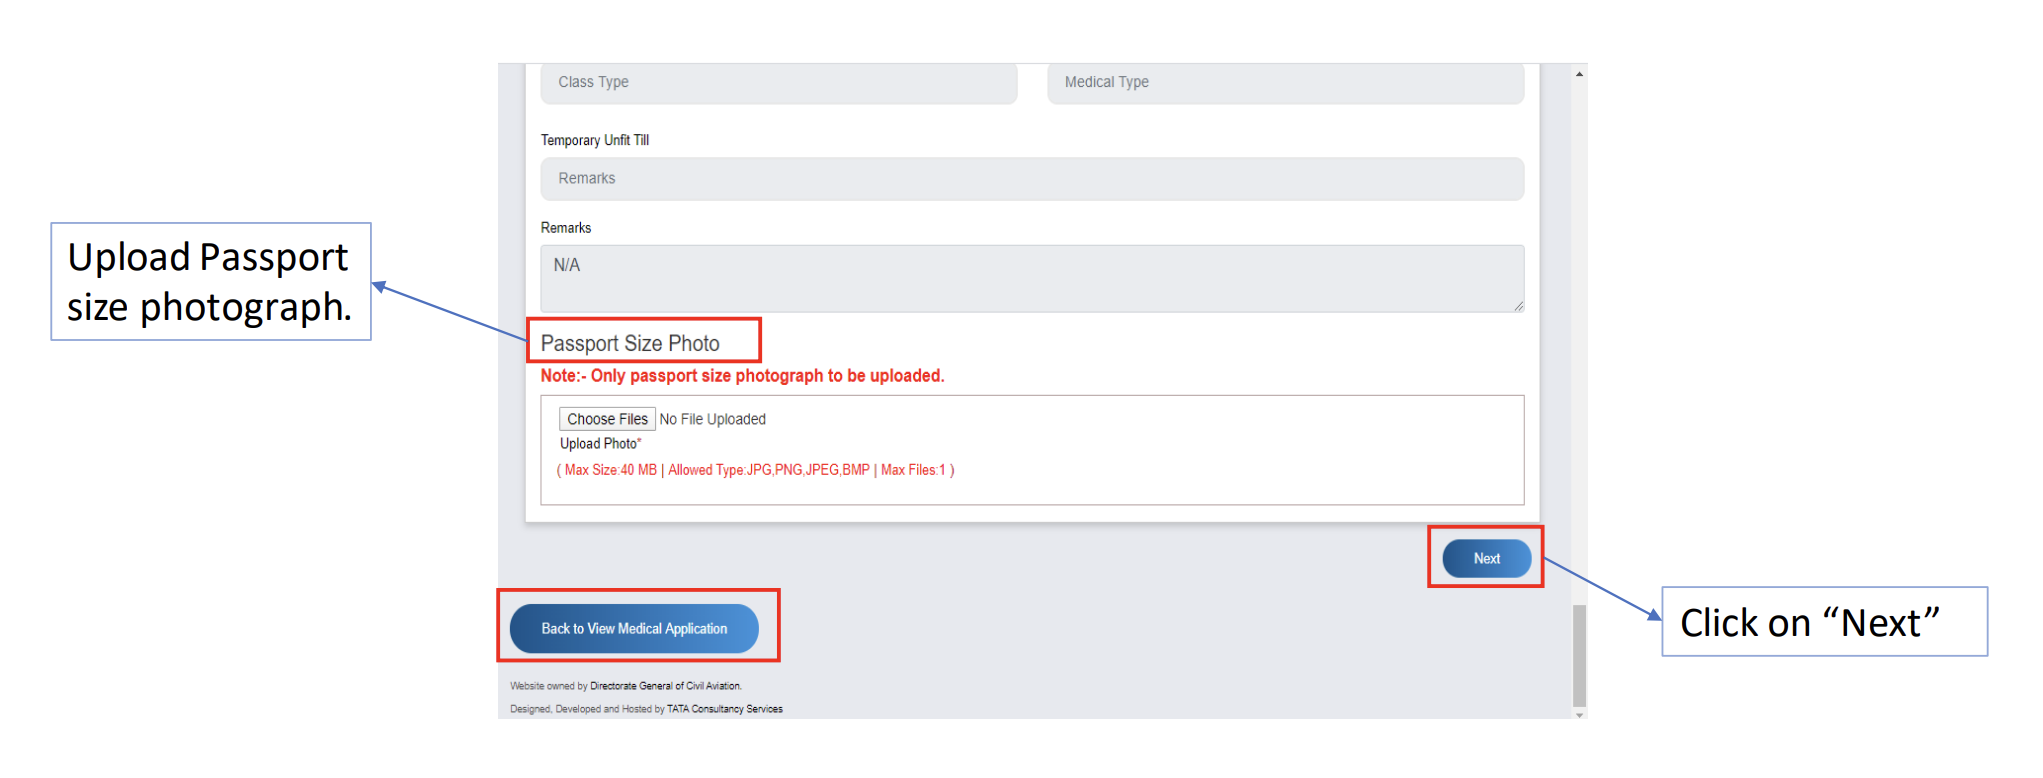 Class Type
Medical Type
Temporary Unfit Till
Remarks
Remarks
N/A
Upload Passport
size photograph.
Passport Size Photo
Note:- Only passport size photograph to be uploaded.
Choose Files No File Uploaded
Upload Photo*
( Max Size:40 MB | Allowed Type:JPG,PNG,JPEG,BMP | Max Files:1 )
Next
Click on “Next”
Back to View Medical Application
Website owned by Directorate General of Civil Aviation.
Designed, Developed and Hosted by TATA Consultancy Services